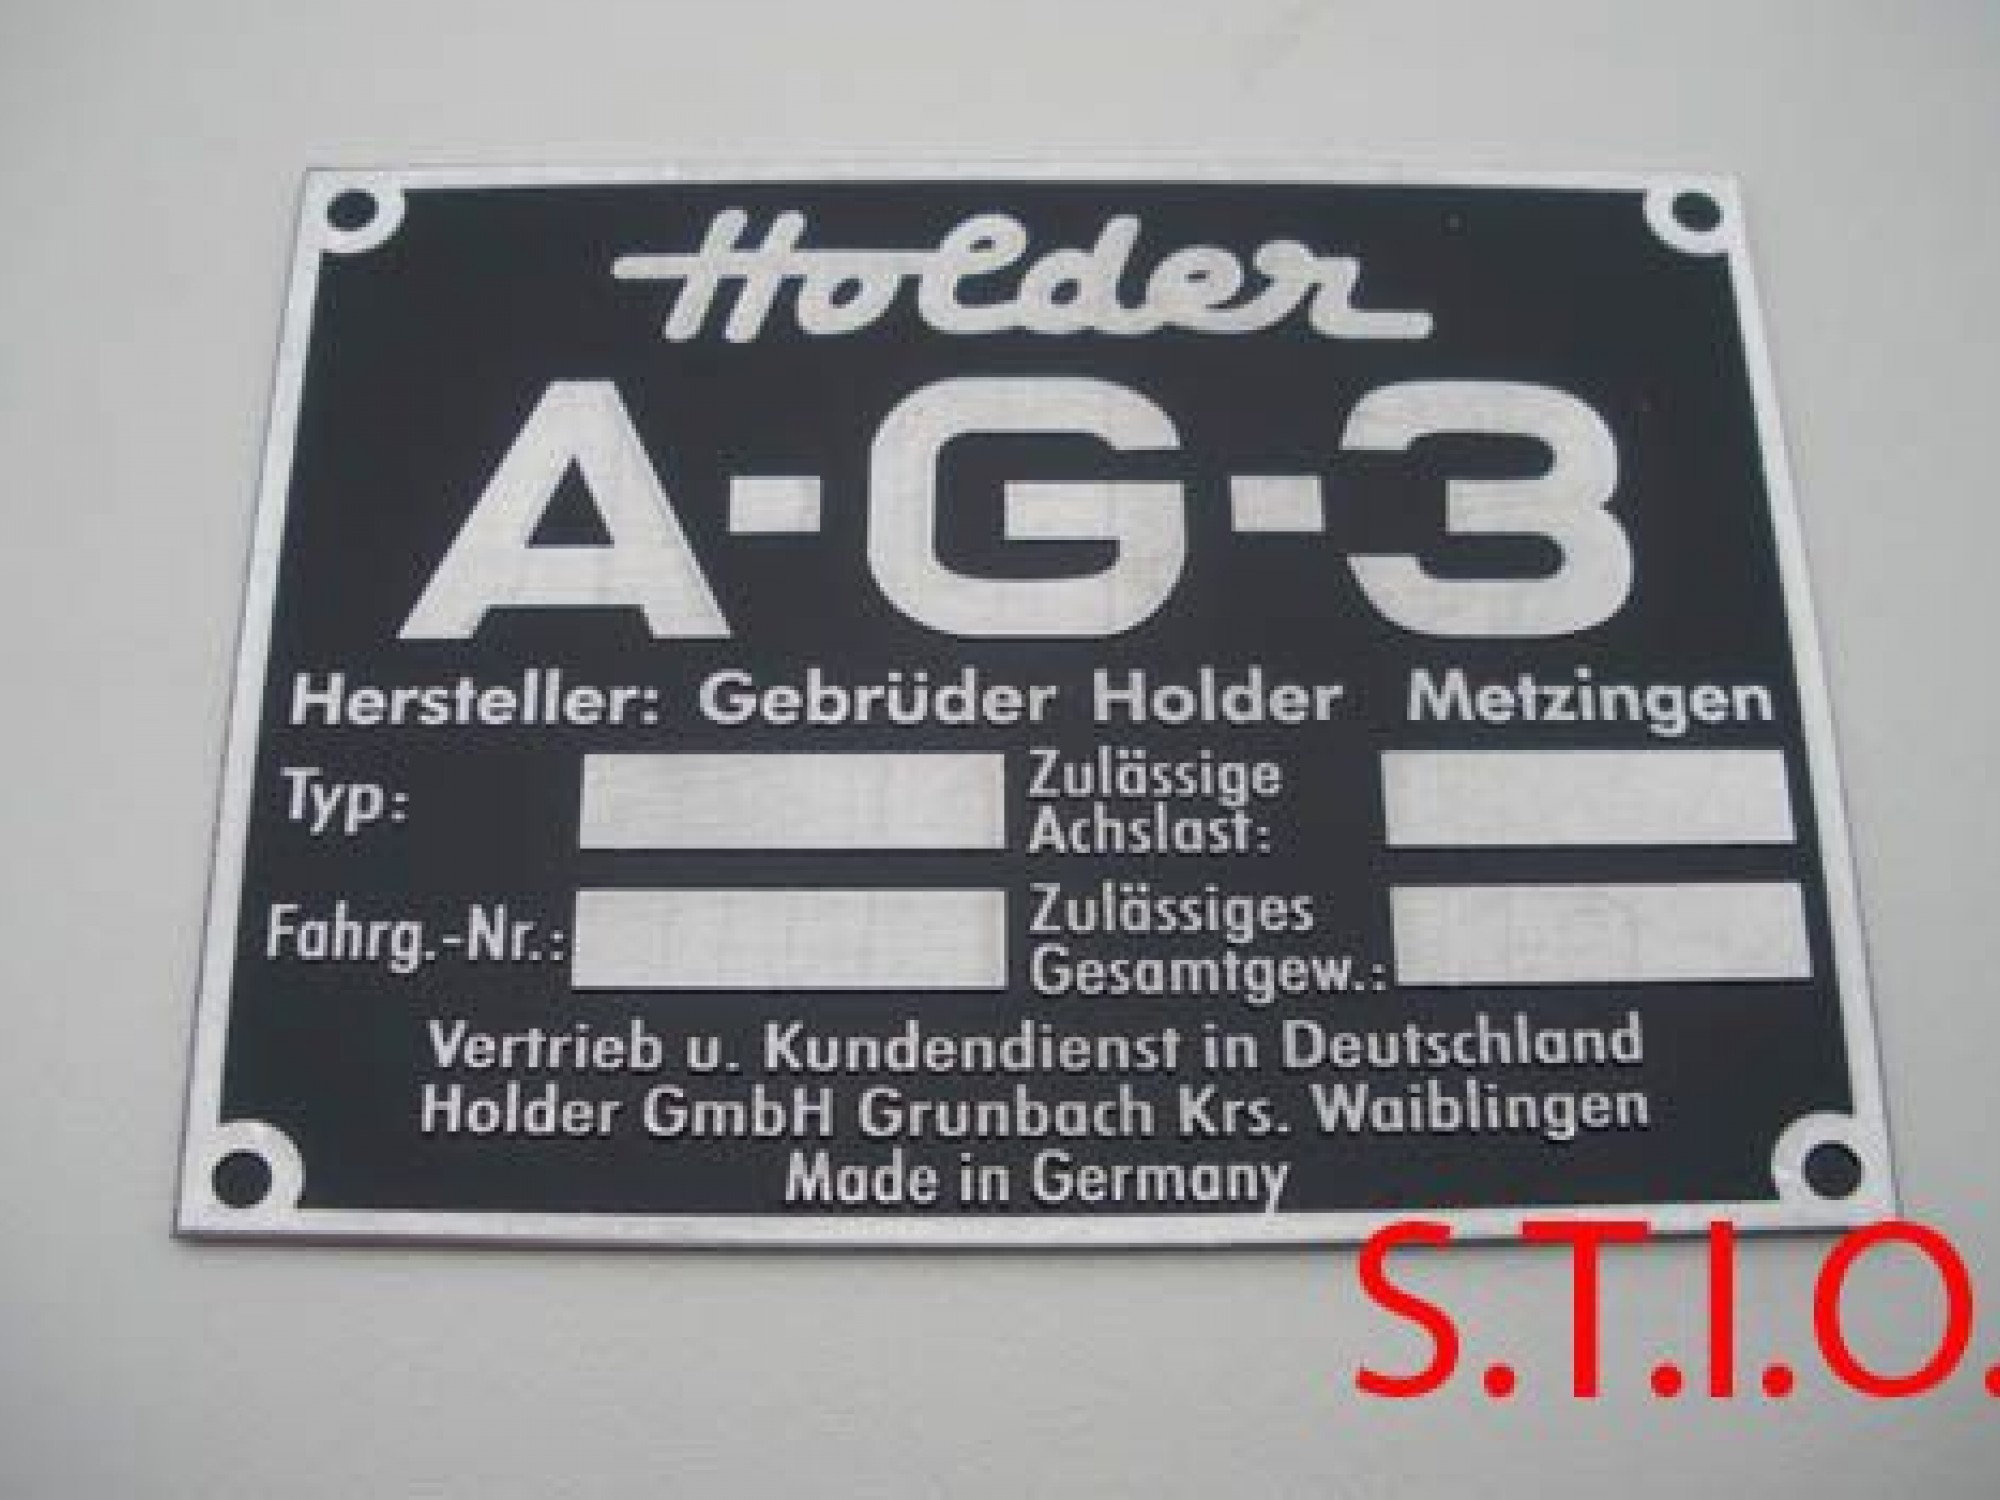 Holder
A-G-3
Hersteller: Gebrüder Holder Metzingen
Typ:
Zulässige
Achslast:
Fahrg.-Nr.:
Zulässiges
Gesamtgew.:
Vertrieb u. Kundendienst in Deutschland
Holder GmbH Grunbach Krs. Waiblingen
Made in Germany
S.T.I.O.